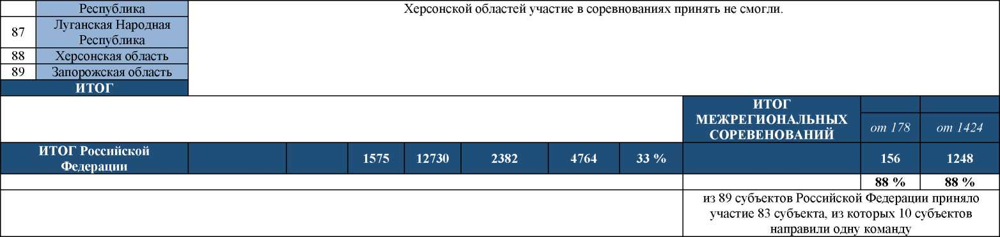 Республика
Херсонской областей участие в соревнованиях принять не смогли.
87
Луганская Народная
Республика
88 Херсонская область
89 Запорожская область
ИТОГ
ИТОГ
МЕЖРЕГИОНАЛЬНЫХ
СОРЕВЕНОВАНИЙ
от 178 от 1424
ИТОГ Российской
Федерации
1575 12730 2382 4764 33 % 156 1248
88 % 88 %
из 89 субъектов Российской Федерации приняло
участие 83 субъекта, из которых 10 субъектов
направили одну команду